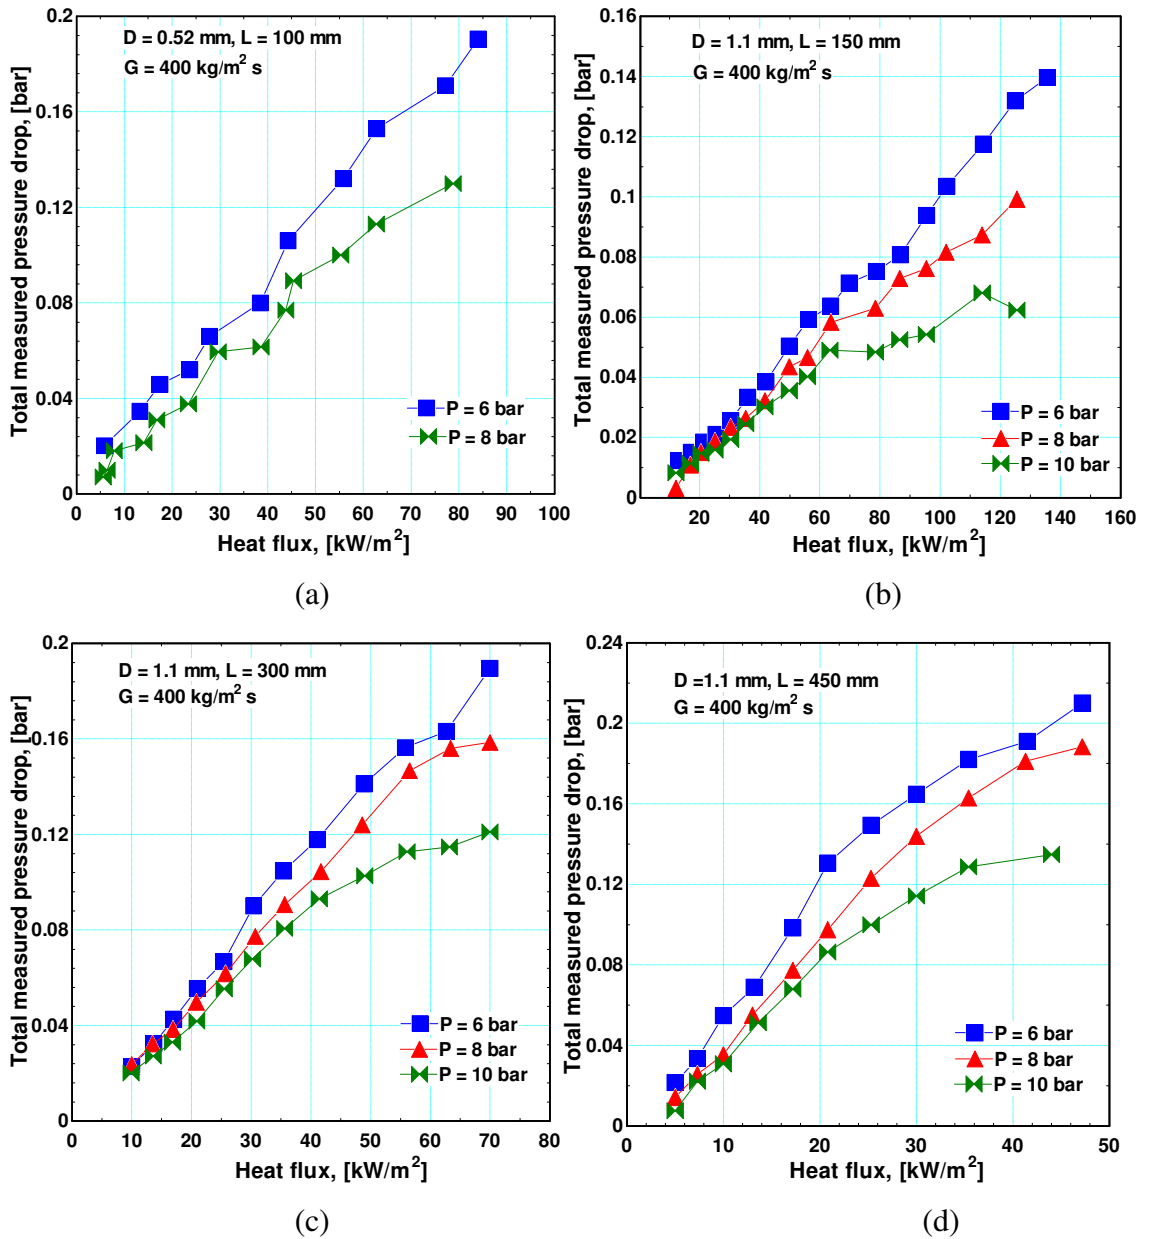 D = 0.52 mm, L = 100 mm
G = 400 kg/m² s
Total measured pressure drop, [bar]
0.2
0.16
0.12
0.08
0.04
0
P = 6 bar
P = 8 bar
0 10 20 30 40 50 60 70 80 90 100
Heat flux, [kW/m²]
(a)
D = 1.1 mm, L = 150 mm
G = 400 kg/m² s
Total measured pressure drop, [bar]
0.16
0.14
0.12
0.1
0.08
0.06
0.04
0.02
0
P = 6 bar
P = 8 bar
P = 10 bar
20 40 60 80 100 120 140 160
Heat flux, [kW/m²]
(b)
D = 1.1 mm, L = 300 mm
G = 400 kg/m² s
Total measured pressure drop, [bar]
0.2
0.16
0.12
0.08
0.04
0
P = 6 bar
P = 8 bar
P = 10 bar
0 10 20 30 40 50 60 70 80
Heat flux, [kW/m²]
(c)
D =1.1 mm, L = 450 mm
G = 400 kg/m² s
Total measured pressure drop, [bar]
0.24
0.2
0.16
0.12
0.08
0.04
0
P = 6 bar
P = 8 bar
P = 10 bar
0 10 20 30 40 50
Heat flux, [kW/m²]
(d)